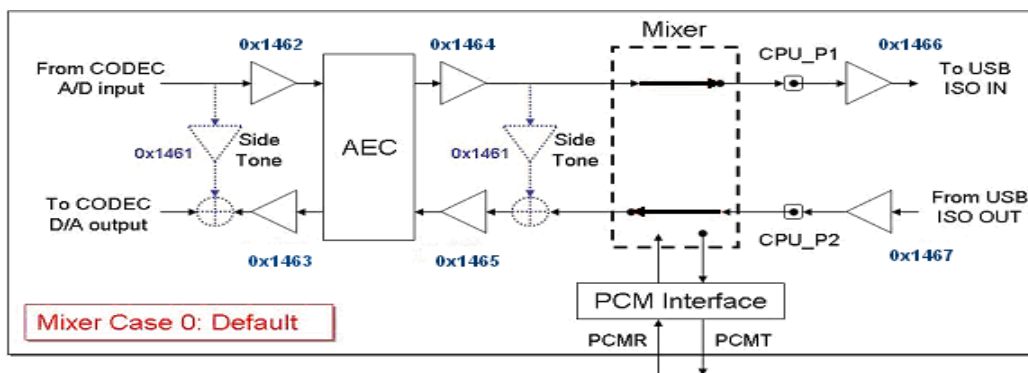 Mixer
0x1462
0x1464
CPU_P1
0x1466
From CODEC
A/D input
To USB
ISO IN
AEC
0x1461
Side
Tone
0x1461
Side
Tone
To CODEC
D/A output
From USB
ISO OUT
0x1463
0x1465
CPU_P2
0x1467
PCM Interface
Mixer Case 0: Default
PCMR
PCMT